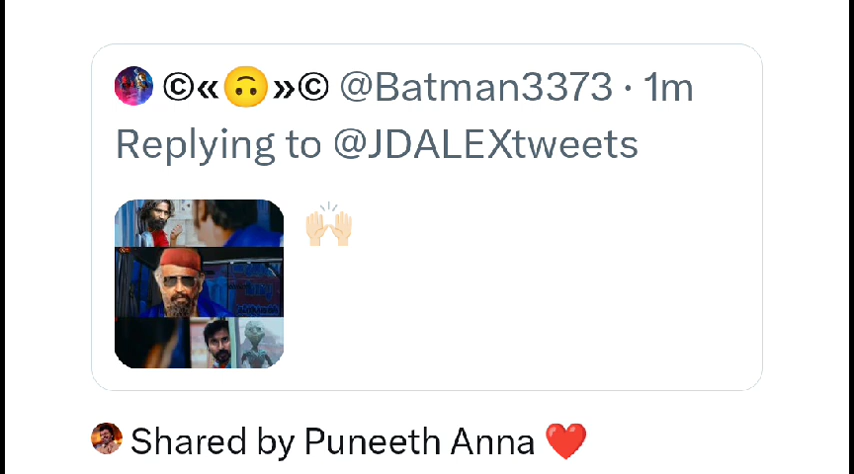 ©«🙃»© @Batman3373 · 1m
Replying to @JDALEXtweets
🙌🏻
Shared by Puneeth Anna ❤️